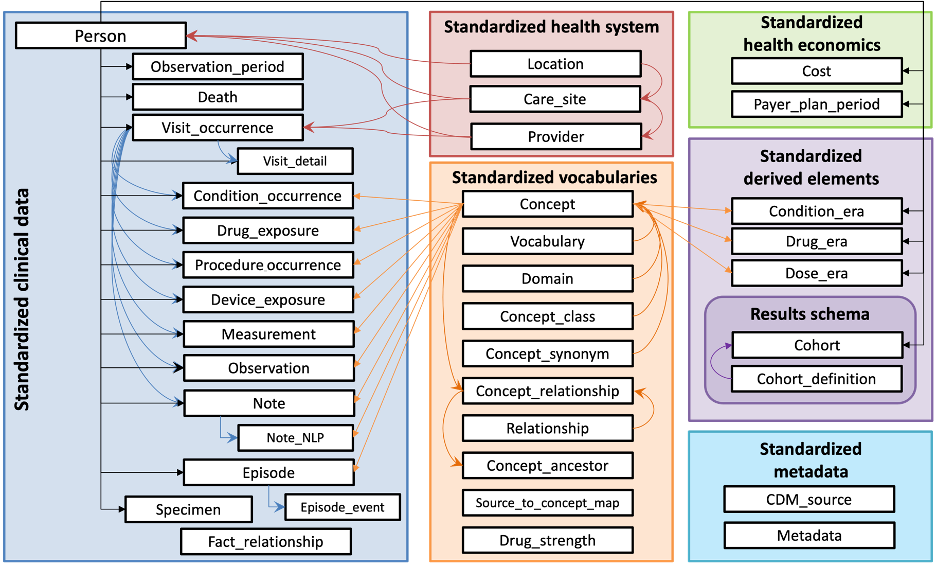 Standardized clinical data
Person
Observation_period
Death
Visit_occurrence
Visit_detail
Condition_occurrence
Drug_exposure
Procedure occurrence
Device_exposure
Measurement
Observation
Note
Note_NLP
Episode
Episode_event
Specimen
Fact_relationship
Standardized health system
Location
Care_site
Provider
Standardized vocabularies
Concept
Vocabulary
Domain
Concept_class
Concept_synonym
Concept_relationship
Relationship
Concept_ancestor
Source_to_concept_map
Drug_strength
Standardized
health economics
Cost
Payer_plan_period
Standardized
derived elements
Condition_era
Drug_era
Dose_era
Results schema
Cohort
Cohort_definition
Standardized
metadata
CDM_source
Metadata